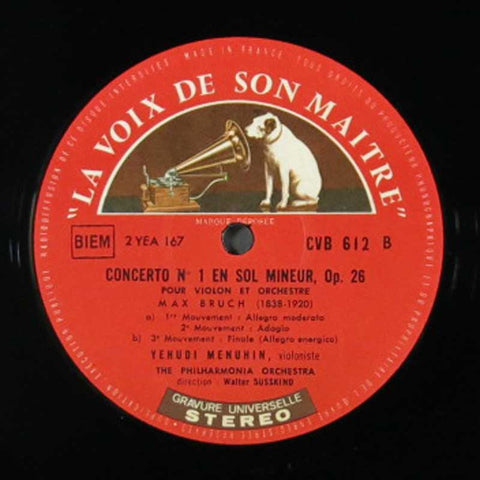 MADE IN FRANCE
"LA VOIX DE SON MAITRE"
MARQUE DÉPOSÉE
BIEM
2 YEA 167
CVB 612 B
CONCERTO N° 1 EN SOL MINEUR, Op. 26
POUR VIOLON ET ORCHESTRE
MAX BRUCH (1838-1920)
a) 1er Mouvement : Allegro moderato
2e Mouvement : Adagio
b) 3e Mouvement : Finale (Allegro energico)
YEHUDI MENUHIN, violoniste
THE PHILHARMONIA ORCHESTRA
direction : Walter SUSSKIND
GRAVURE UNIVERSELLE
STEREO